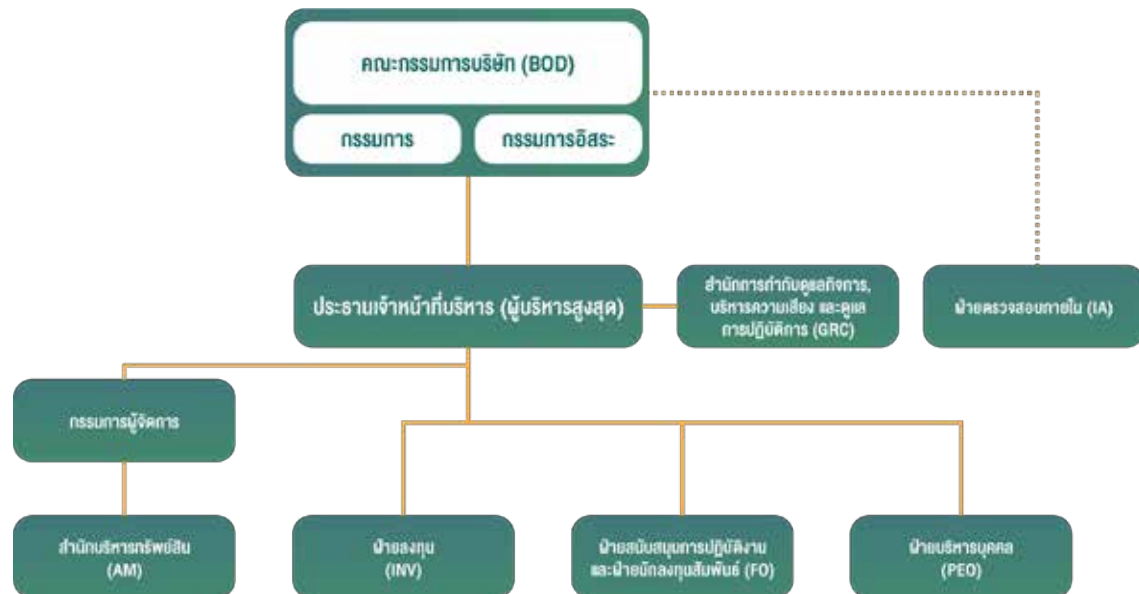 คณะกรรมการบริษัท (BOD)
กรรมการ
กรรมการอิสระ
ประธานเจ้าหน้าที่บริหาร (ผู้บริหารสูงสุด)
สำนักการกำกับดูแลกิจการ,
บริหารความเสี่ยง และดูแล
การปฏิบัติการ (GRC)
ฝ่ายตรวจสอบภายใน (IA)
กรรมการผู้จัดการ
สำนักบริหารทรัพย์สิน
(AM)
ฝ่ายลงทุน
(INV)
ฝ่ายสนับสนุนการปฏิบัติงาน
และฝ่ายนักลงทุนสัมพันธ์ (FO)
ฝ่ายบริหารบุคคล
(PEO)